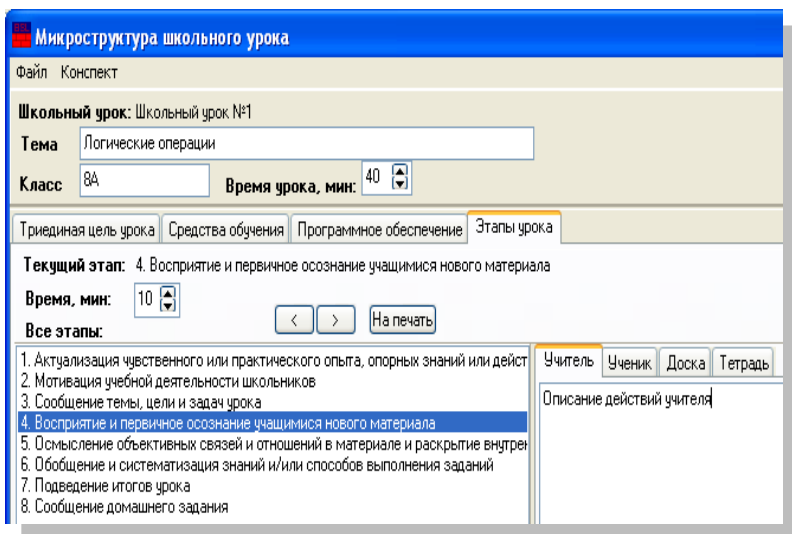 Микроструктура школьного урока
Файл Конспект
Школьный урок: Школьный урок №1
Тема Логические операции
Класс 8А Время урока, мин: 40
Триединая цель урока Средства обучения Программное обеспечение Этапы урока
Текущий этап: 4. Восприятие и первичное осознание учащимися нового материала
Время, мин: 10
< > На печать
Все этапы:
1. Актуализация чувственного или практического опыта, опорных знаний или дейст
2. Мотивация учебной деятельности школьников
3. Сообщение темы, цели и задач урока
4. Восприятие и первичное осознание учащимися нового материала
5. Осмысление объективных связей и отношений в материале и раскрытие внутрен
6. Обобщение и систематизация знаний и/или способов выполнения заданий
7. Подведение итогов урока
8. Сообщение домашнего задания
Учитель Ученик Доска Тетрадь
Описание действий учителя